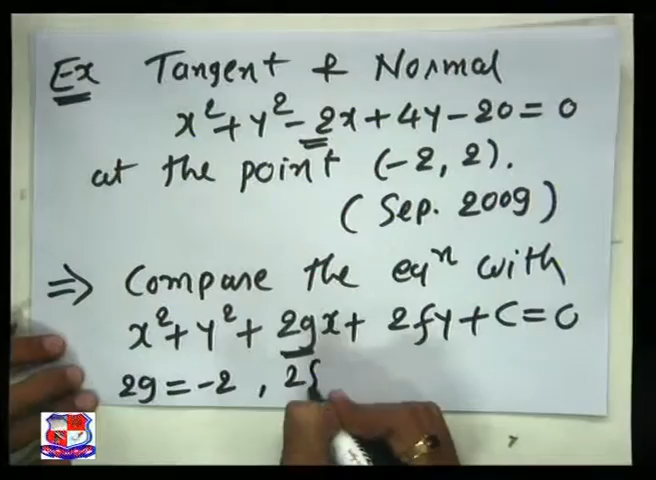 Ex Tangent & Normal
x²+y²-2x+4y-20=0
at the point (-2, 2).
(Sep. 2009)
⇒ Compare the eqⁿ with
x²+y²+2gx+2fy+C=0
2g=-2, 2f